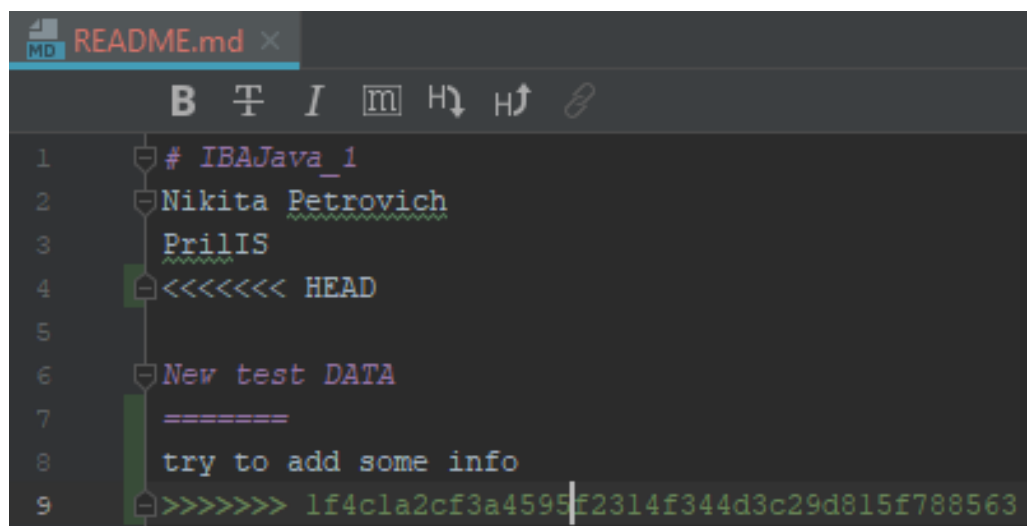 MD README.md ×
B T I m H H
1 # IBAJava_1
2 Nikita Petrovich
3 PrilIS
4 <<<<<<< HEAD
5
6 New test DATA
7 =======
8 try to add some info
9 >>>>>>> 1f4c1a2cf3a4595f2314f344d3c29d815f788563